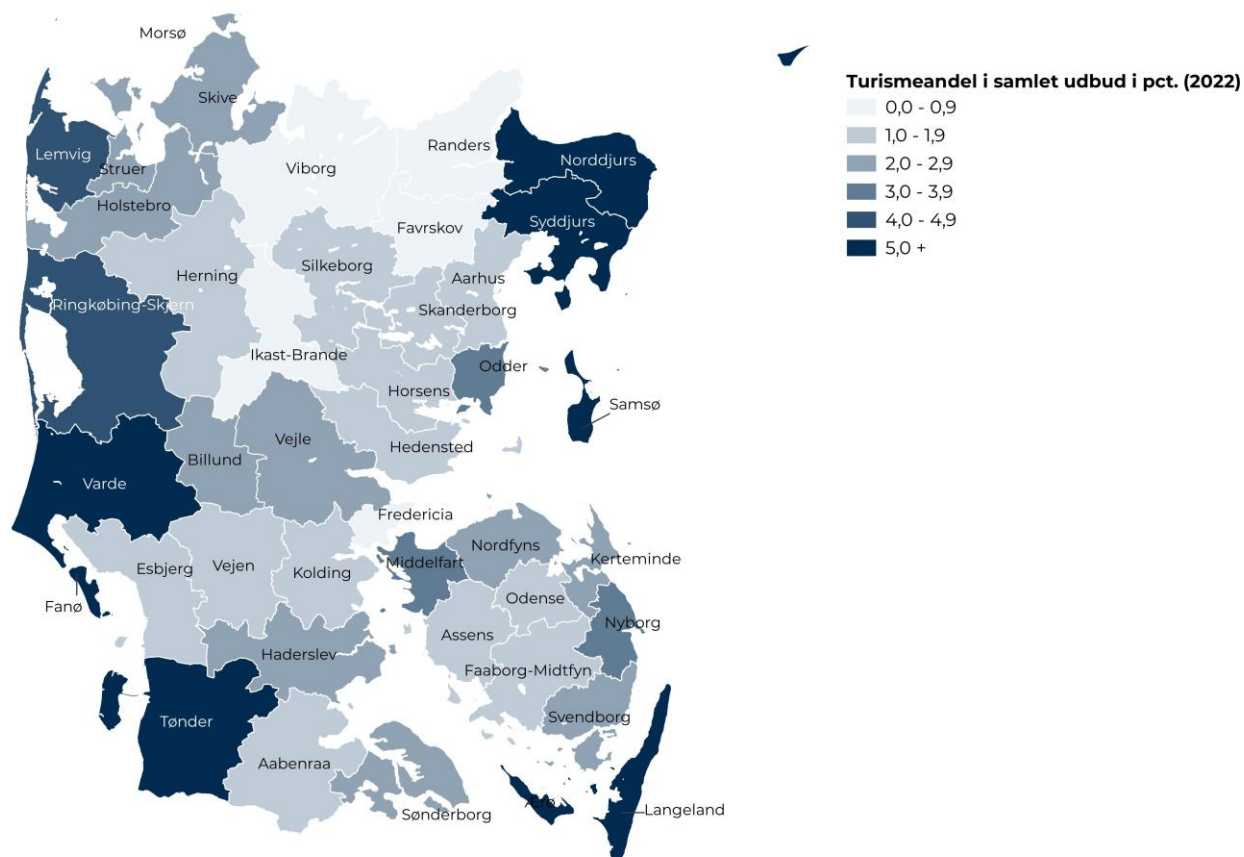 Morsø
Turismeandel i samlet udbud i pct. (2022)
Skive
0,0 - 0,9
1,0 - 1,9
Lemvig
Randers
Norddjurs
2,0 - 2,9
Struer
Viborg
3,0 - 3,9
Holstebro
4,0 - 4,9
Favrskov
Syddjurs
5,0 +
Silkeborg
Herning
Aarhus
Ringkøbing-Skjern
Skanderborg
Ikast-Brande
Odder
Horsens
Samsø
Vejle
Hedensted
Billund
Varde
Fredericia
Nordfyns
Kerteminde
Middelfart
Esbjerg
Vejen
Kolding
Odense
Fanø
Nyborg
Assens
Haderslev
Faaborg-Midtfyn
Svendborg
Tønder
Aabenraa
Ærø
Langeland
Sønderborg